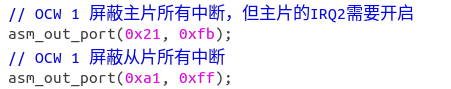 // OCW 1 屏蔽主片所有中断，但主片的IRQ2需要开启
asm_out_port(0x21, 0xfb);
// OCW 1 屏蔽从片所有中断
asm_out_port(0xa1, 0xff);